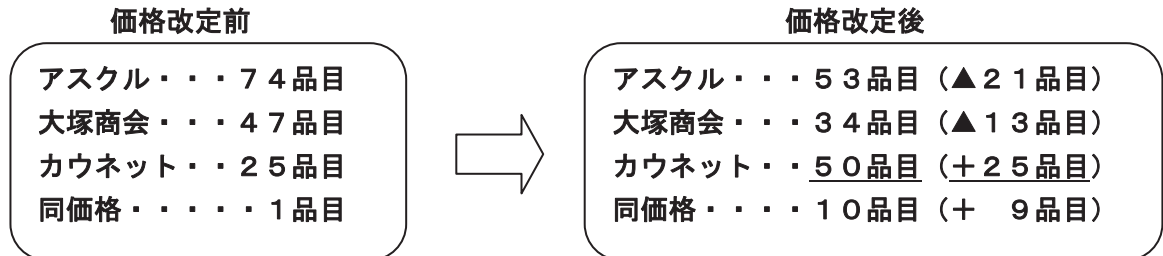 価格改定前
アスクル・・・７４品目
大塚商会・・・４７品目
カウネット・・２５品目
同価格・・・・・１品目
価格改定後
アスクル・・・５３品目（▲２１品目）
大塚商会・・・３４品目（▲１３品目）
カウネット・・５０品目（＋２５品目）
同価格・・・・１０品目（＋　９品目）